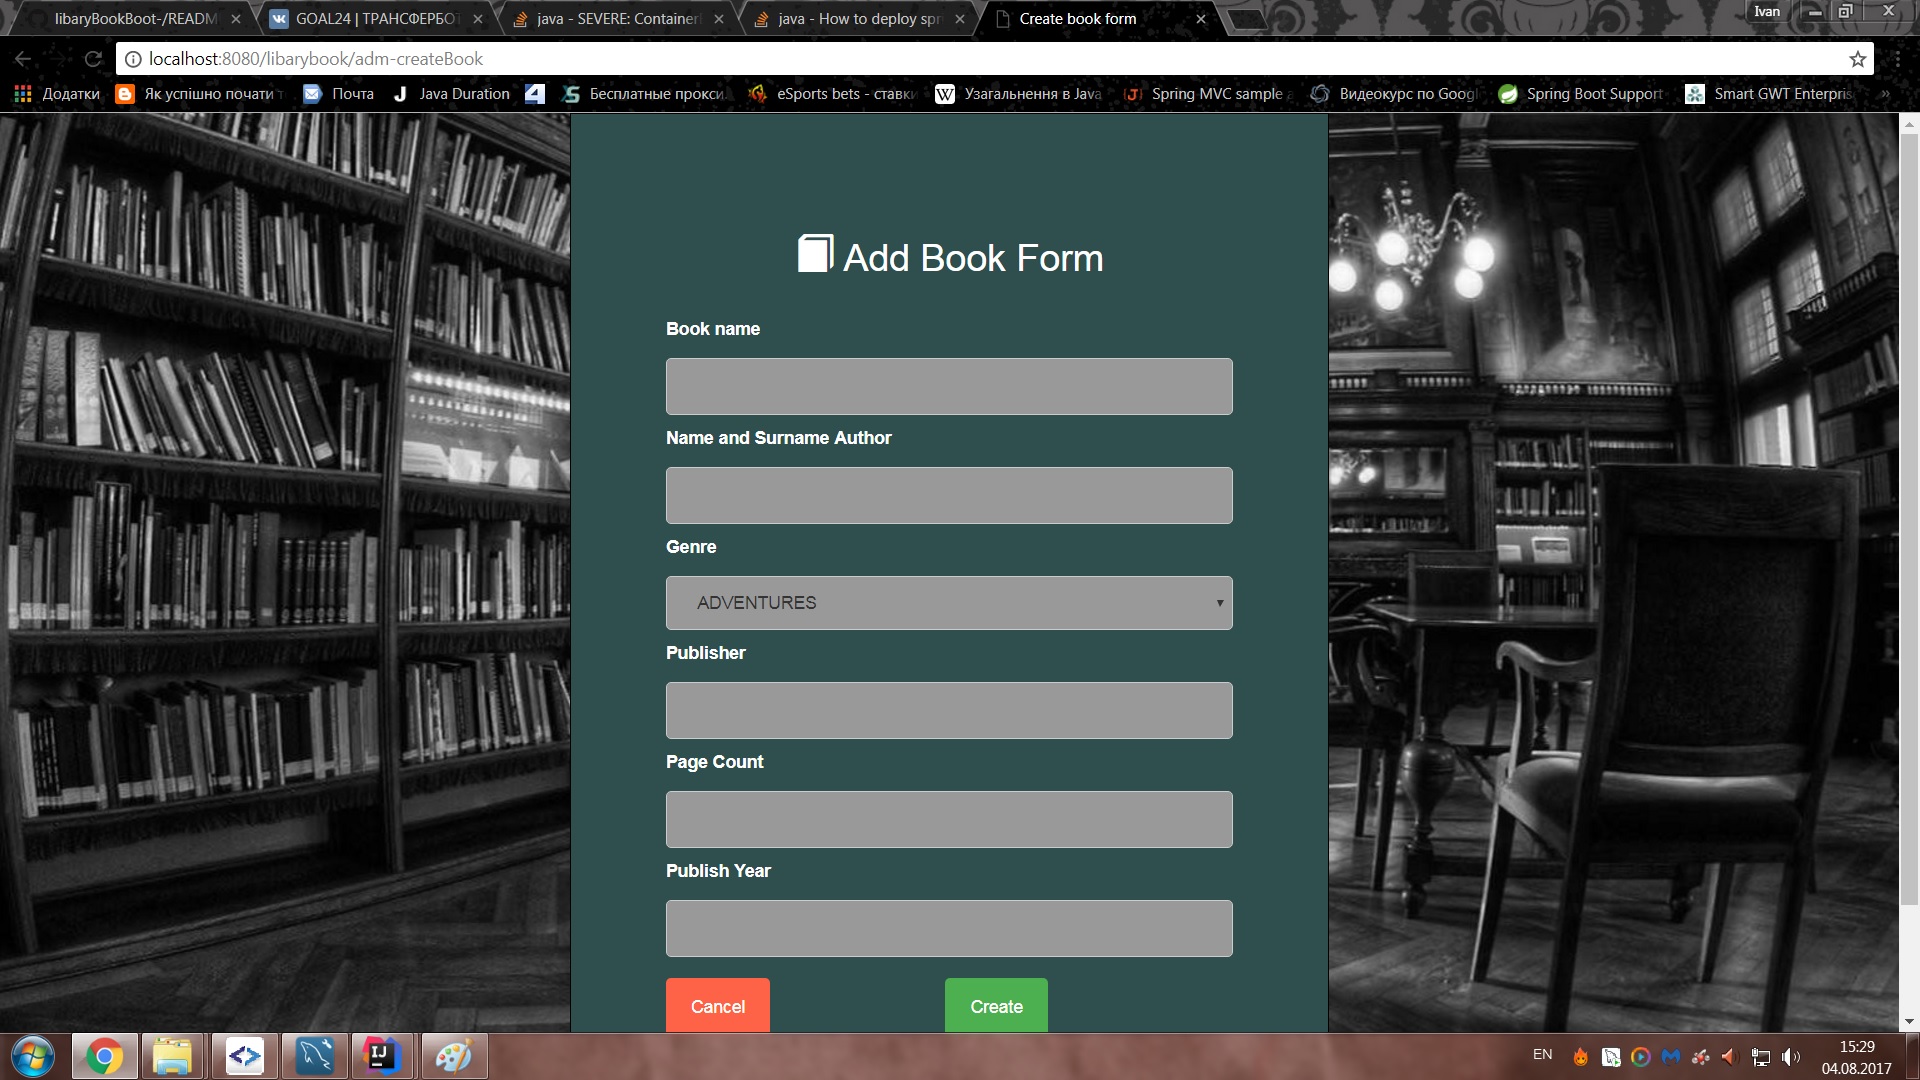 libaryBookBoot-/READM
GOAL24 | ТРАНСФЕРБО
java - SEVERE: Container
java - How to deploy spr
Create book form
Ivan
localhost:8080/libarybook/adm-createBook
Додатки
Як успішно почати т
Почта
Java Duration
Бесплатные прокси
eSports bets - ставки
Узагальнення в Java
Spring MVC sample
Видеокурс по Googl
Spring Boot Support
Smart GWT Enterpris
Add Book Form
Book name
Name and Surname Author
Genre
ADVENTURES
Publisher
Page Count
Publish Year
Cancel
Create
EN
15:29
04.08.2017